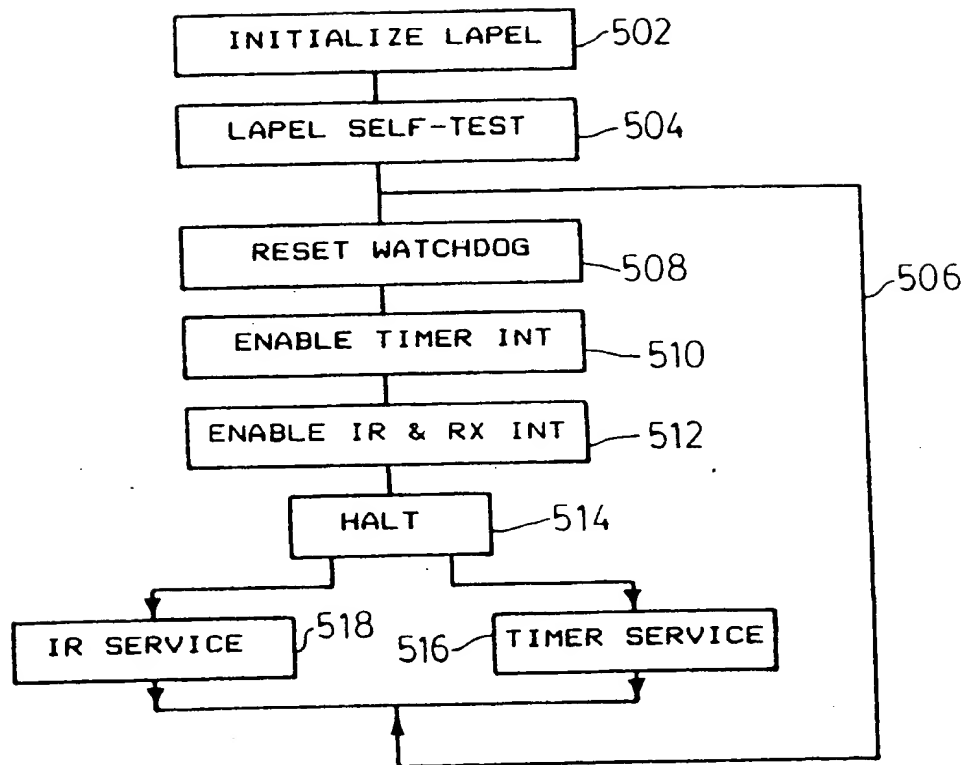 INITIALIZE LAPEL 502
LAPEL SELF-TEST 504
RESET WATCHDOG 508
506
ENABLE TIMER INT 510
ENABLE IR & RX INT 512
HALT 514
IR SERVICE 518
516 TIMER SERVICE